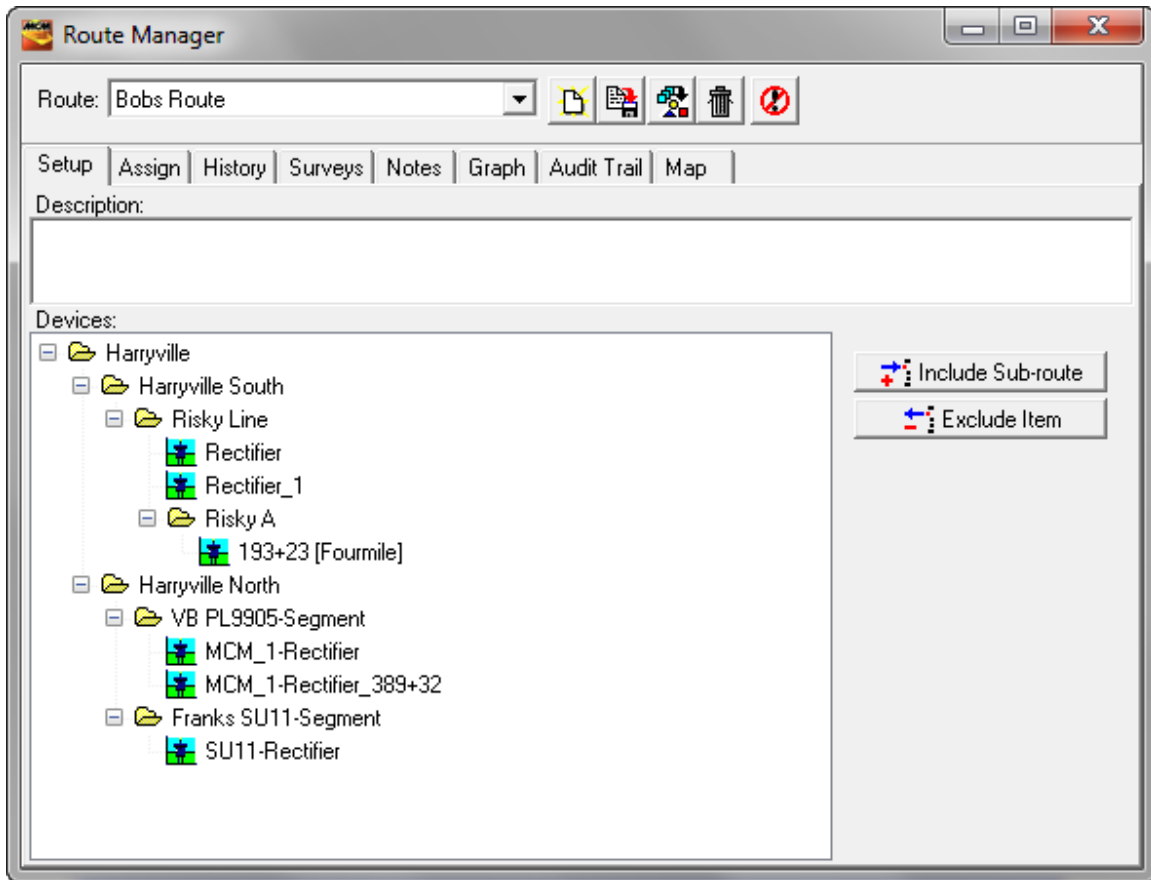 MCM
Route Manager
Route: Bobs Route
Setup Assign History Surveys Notes Graph Audit Trail Map
Description:
Devices:
Harryville
Harryville South
Include Sub-route
Risky Line
Exclude Item
Rectifier
Rectifier_1
Risky A
193+23 [Fourmile]
Harryville North
VB PL9905-Segment
MCM_1-Rectifier
MCM_1-Rectifier_389+32
Franks SU11-Segment
SU11-Rectifier